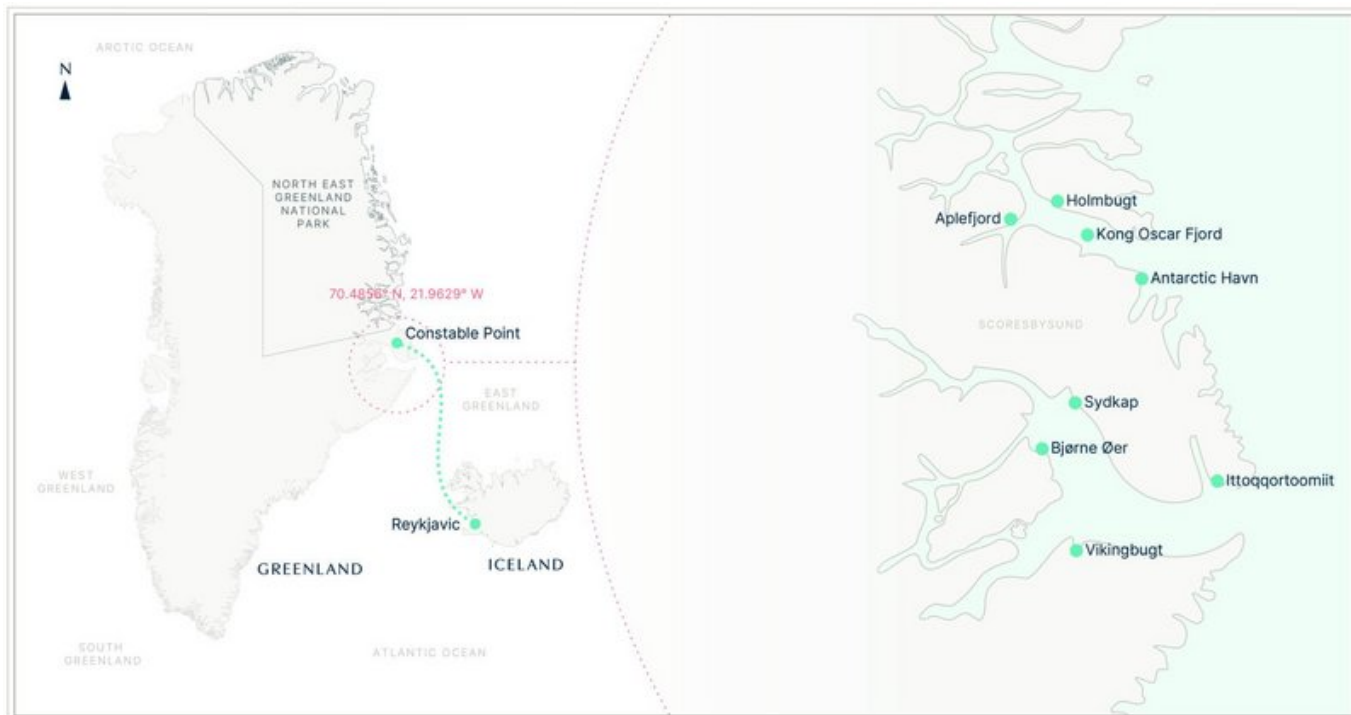 ARCTIC OCEAN
N
NORTH EAST
GREENLAND
NATIONAL
PARK
70.4856° N, 21.9629° W
Constable Point
EAST
GREENLAND
WEST
GREENLAND
Reykjavic
GREENLAND
ICELAND
SOUTH
GREENLAND
ATLANTIC OCEAN
Holmbugt
Aplefjord
Kong Oscar Fjord
Antarctic Havn
SCORESBYSUND
Sydkap
Bjørne Øer
Ittoqqortoomiit
Vikingbugt